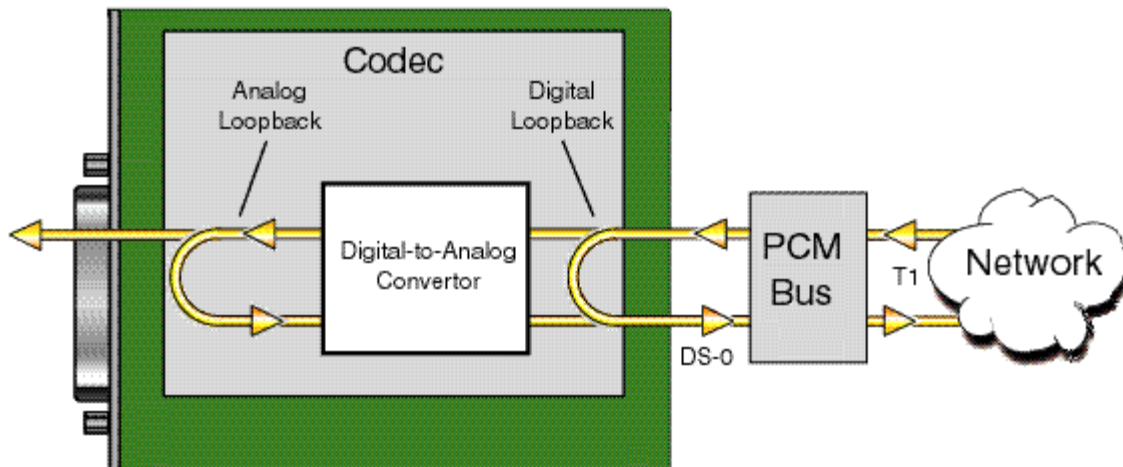 Codec
Analog
Loopback
Digital
Loopback
Digital-to-Analog
Convertor
PCM
Bus
T1
Network
DS-0